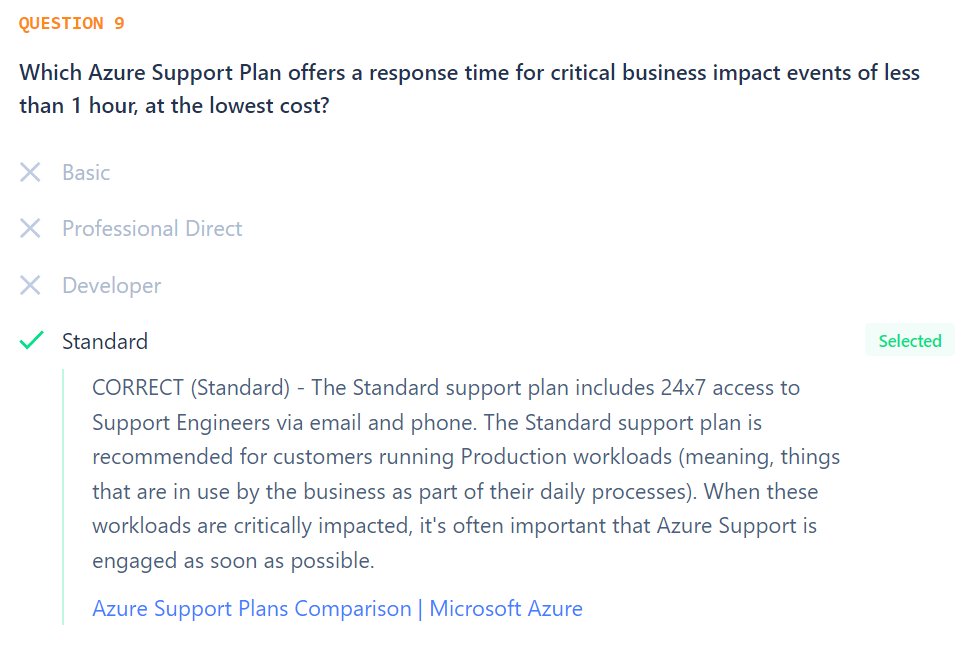 QUESTION 9
Which Azure Support Plan offers a response time for critical business impact events of less
than 1 hour, at the lowest cost?
Basic
Professional Direct
Developer
Standard
Selected
CORRECT (Standard) - The Standard support plan includes 24x7 access to
Support Engineers via email and phone. The Standard support plan is
recommended for customers running Production workloads (meaning, things
that are in use by the business as part of their daily processes). When these
workloads are critically impacted, it's often important that Azure Support is
engaged as soon as possible.
Azure Support Plans Comparison | Microsoft Azure